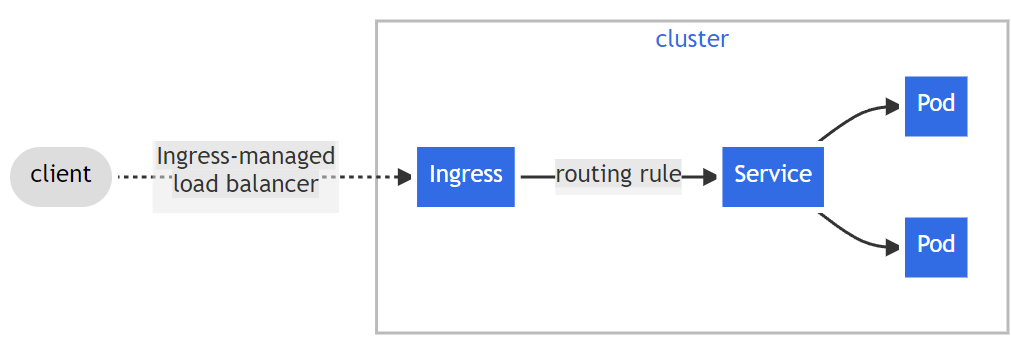 cluster
client
Ingress-managed
load balancer
Ingress
routing rule
Service
Pod
Pod